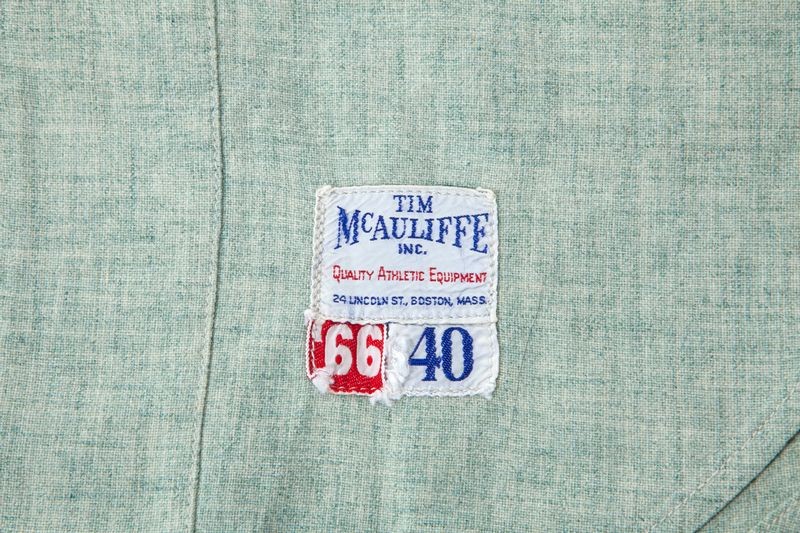 TIM
McAULIFFE
INC.
QUALITY ATHLETIC EQUIPMENT
24 LINCOLN ST., BOSTON, MASS.
'66 40